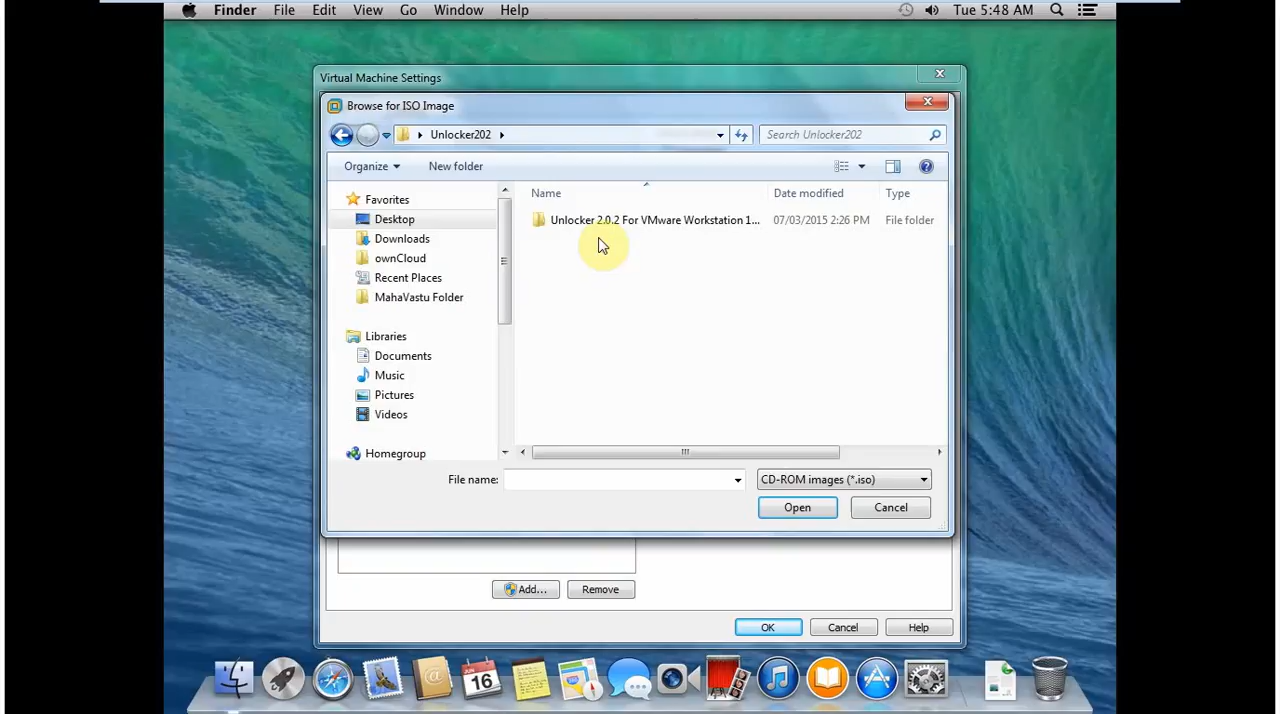 Finder File Edit View Go Window Help Tue 5:48 AM
Virtual Machine Settings
Browse for ISO Image
Unlocker202 Search Unlocker202
Organize New folder
Name Date modified Type
Favorites
Desktop
Downloads
ownCloud
Recent Places
MahaVastu Folder
Libraries
Documents
Music
Pictures
Videos
Homegroup
Unlocker 2.0.2 For VMware Workstation 1... 07/03/2015 2:26 PM File folder
File name: CD-ROM images (*.iso)
Open Cancel
Add... Remove
OK Cancel Help
16